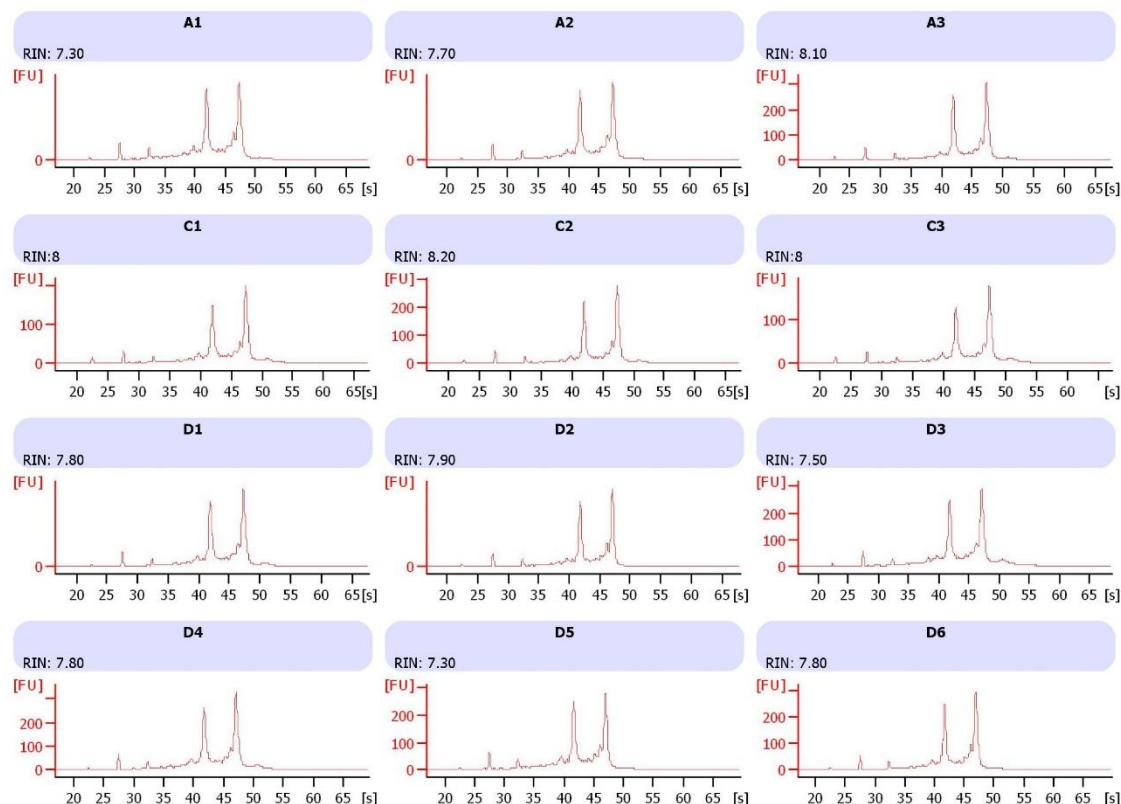 A1
RIN: 7.30
[FU]
0
20 25 30 35 40 45 50 55 60 65 [s]
A2
RIN: 7.70
[FU]
0
20 25 30 35 40 45 50 55 60 65 [s]
A3
RIN: 8.10
[FU]
200
100
0
20 25 30 35 40 45 50 55 60 65 [s]
C1
RIN:8
[FU]
100
0
20 25 30 35 40 45 50 55 60 65[s]
C2
RIN: 8.20
[FU]
200
100
0
20 25 30 35 40 45 50 55 60 65[s]
C3
RIN:8
[FU]
100
0
20 25 30 35 40 45 50 55 60 [s]
D1
RIN: 7.80
[FU]
0
20 25 30 35 40 45 50 55 60 65[s]
D2
RIN: 7.90
[FU]
0
20 25 30 35 40 45 50 55 60 65 [s]
D3
RIN: 7.50
[FU]
200
100
0
20 25 30 35 40 45 50 55 60 65 [s]
D4
RIN: 7.80
[FU]
200
100
0
20 25 30 35 40 45 50 55 60 65 [s]
D5
RIN: 7.30
[FU]
200
100
0
20 25 30 35 40 45 50 55 60 65 [s]
D6
RIN: 7.80
[FU]
200
100
0
20 25 30 35 40 45 50 55 60 65 [s]